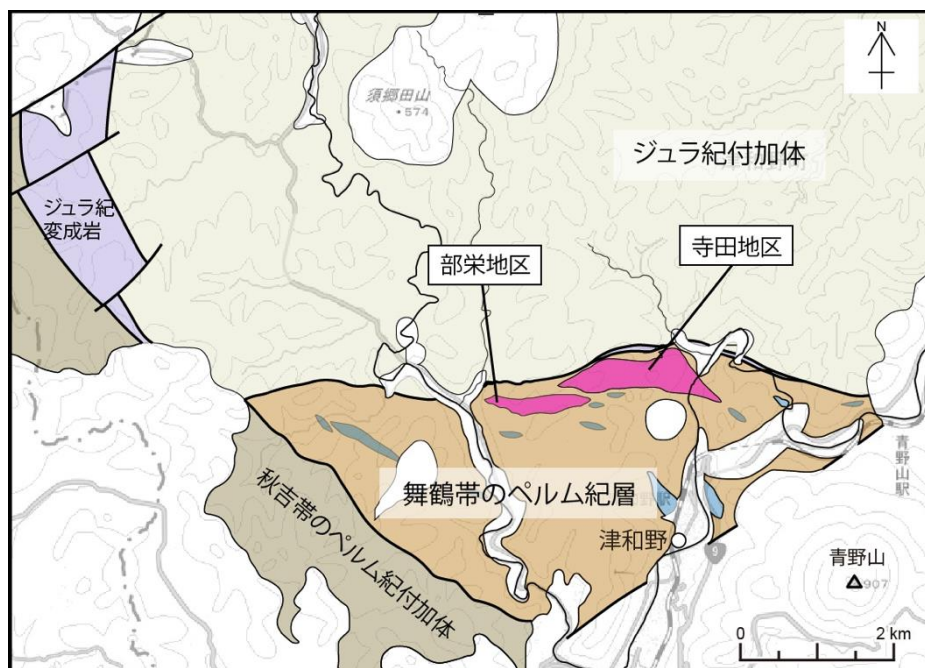 N
須郷田山
・574
ジュラ紀付加体
ジュラ紀
変成岩
部栄地区
寺田地区
舞鶴帯のペルム紀層
秋吉帯のペルム紀付加体
津和野
9
青野山駅
青野山
907
0
2 km